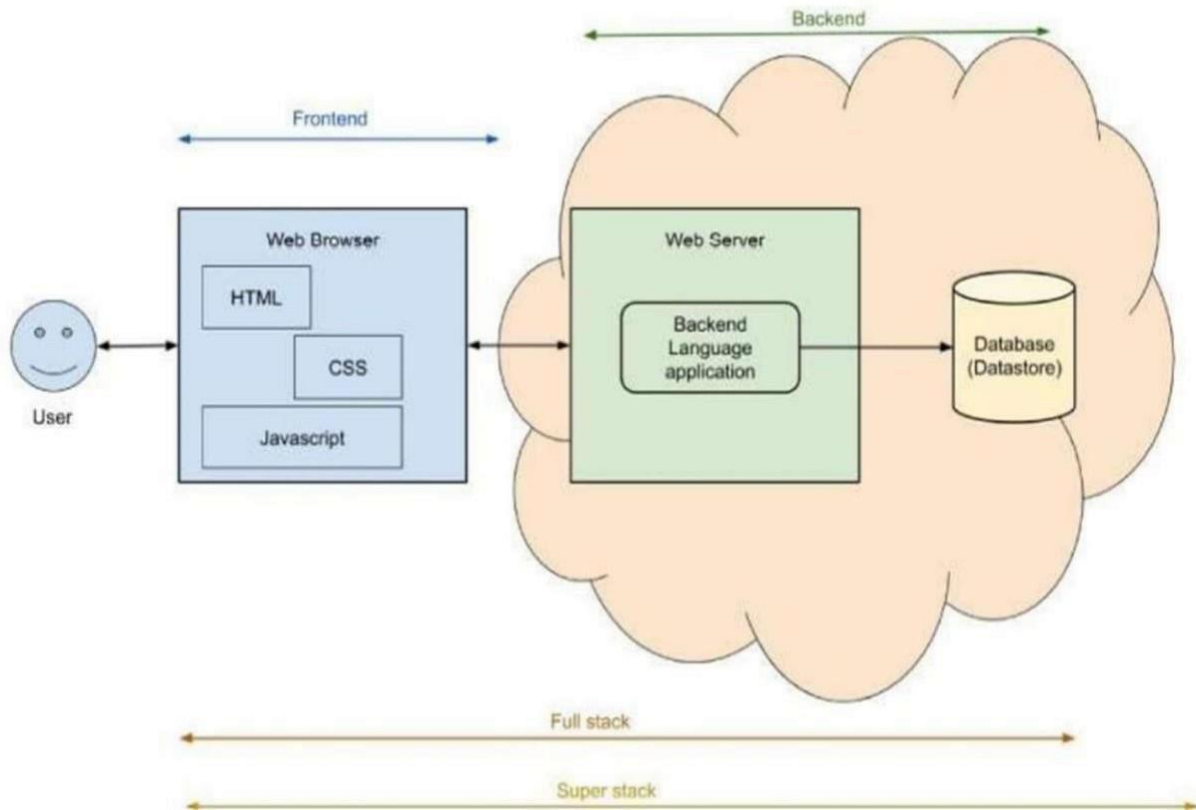 Backend
Frontend
Web Browser
HTML
CSS
Javascript
User
Web Server
Backend
Language
application
Database
(Datastore)
Full stack
Super stack